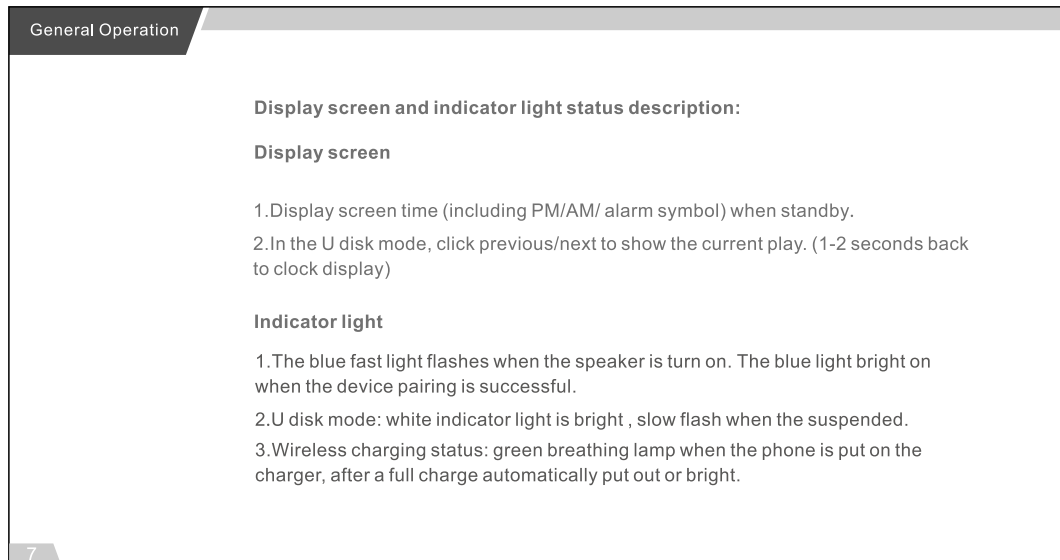 General Operation
Display screen and indicator light status description:
Display screen
1.Display screen time (including PM/AM/ alarm symbol) when standby.
2.In the U disk mode, click previous/next to show the current play. (1-2 seconds back
to clock display)
Indicator light
1.The blue fast light flashes when the speaker is turn on. The blue light bright on
when the device pairing is successful.
2.U disk mode: white indicator light is bright , slow flash when the suspended.
3.Wireless charging status: green breathing lamp when the phone is put on the
charger, after a full charge automatically put out or bright.
7